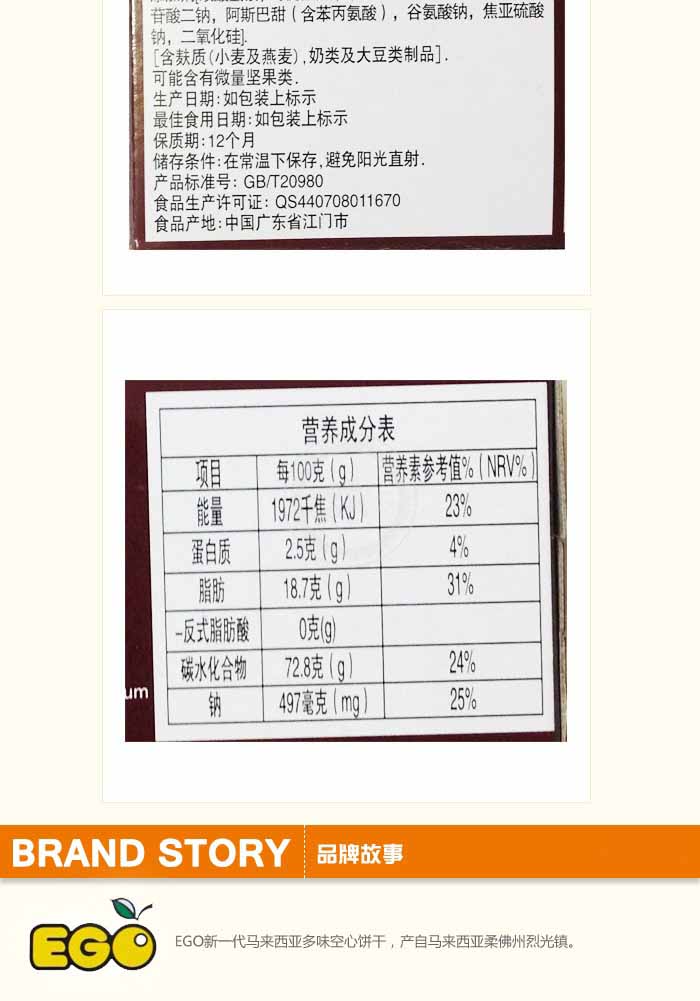 苷酸二钠，阿斯巴甜（含苯丙氨酸），谷氨酸钠，焦亚硫酸
钠，二氧化硅].
[含麸质(小麦及燕麦),奶类及大豆类制品].
可能含有微量坚果类.
生产日期:如包装上标示
最佳食用日期:如包装上标示
保质期:12个月
储存条件:在常温下保存,避免阳光直射.
产品标准号: GB/T20980
食品生产许可证: QS440708011670
食品产地:中国广东省江门市
营养成分表
项目 每100克(g) 营养素参考值%(NRV%)
能量 1972千焦(KJ) 23%
蛋白质 2.5克(g) 4%
脂肪 18.7克(g) 31%
-反式脂肪酸 0克(g)
碳水化合物 72.8克(g) 24%
钠 497毫克(mg) 25%
um
BRAND STORY 品牌故事
EGO
EGO新一代马来西亚多味空心饼干，产自马来西亚柔佛州烈光镇。